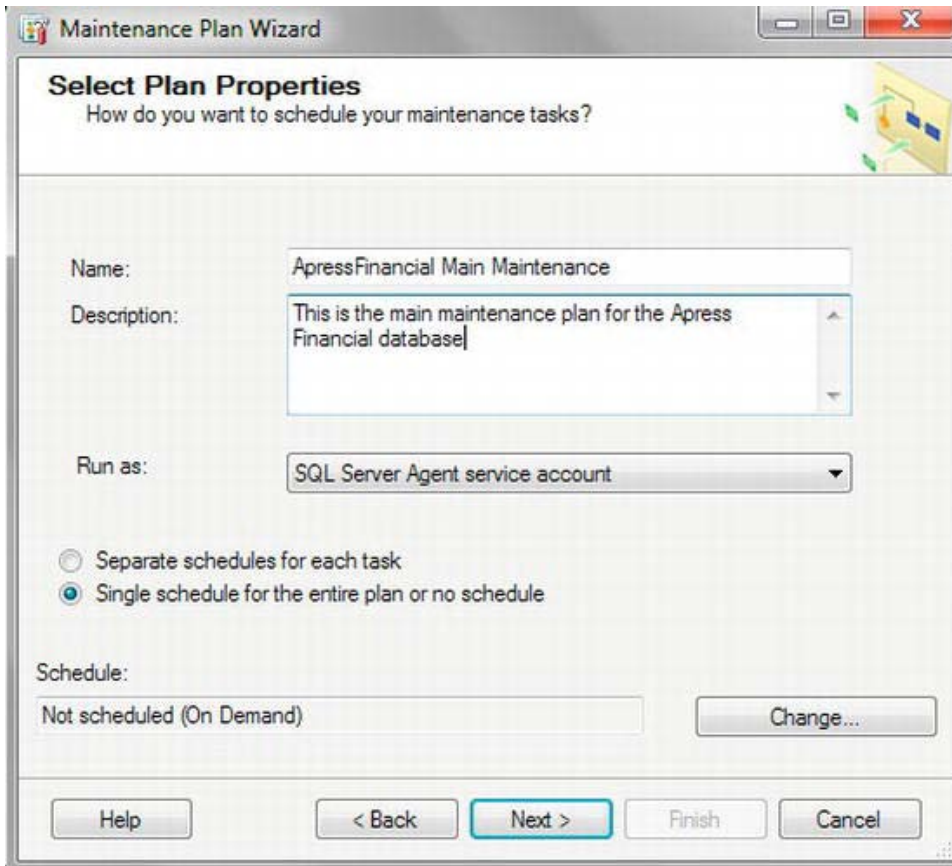 Maintenance Plan Wizard
Select Plan Properties
How do you want to schedule your maintenance tasks?
Name:
ApressFinancial Main Maintenance
Description:
This is the main maintenance plan for the Apress
Financial database
Run as:
SQL Server Agent service account
Separate schedules for each task
Single schedule for the entire plan or no schedule
Schedule:
Not scheduled (On Demand)
Change...
Help
< Back
Next >
Finish
Cancel